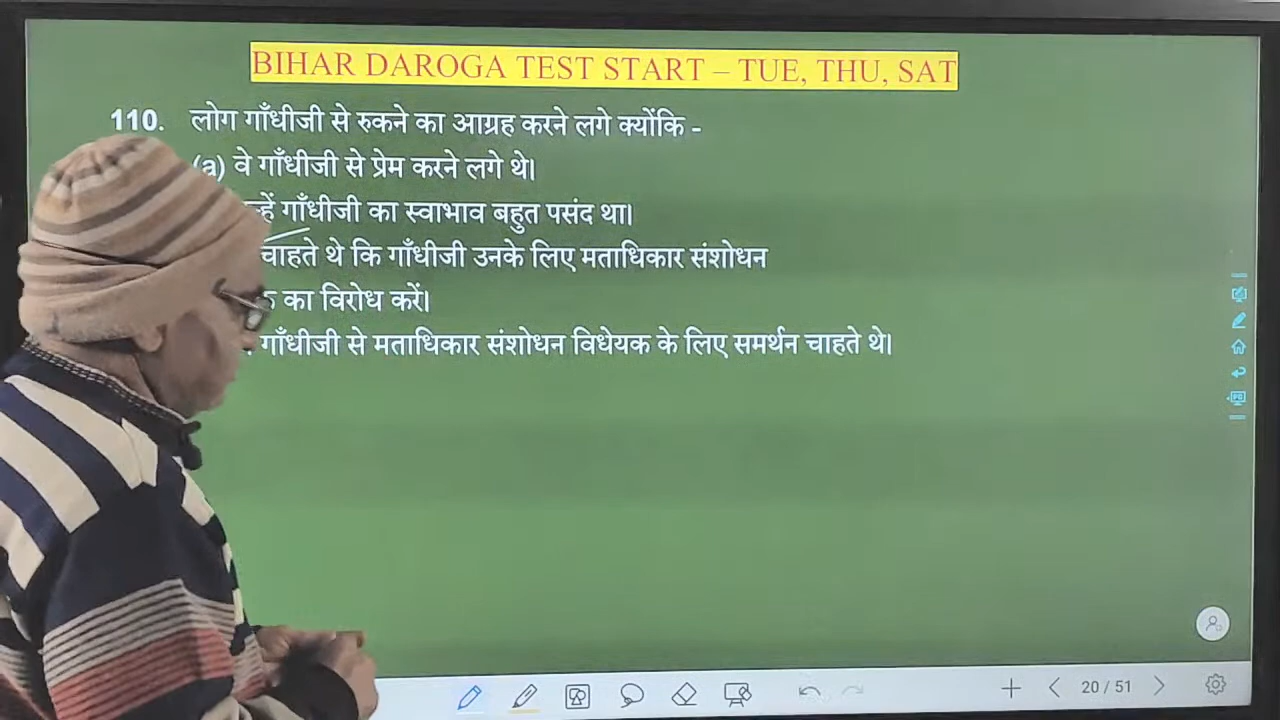 BIHAR DAROGA TEST START – TUE, THU, SAT
110. लोग गाँधीजी से रुकने का आग्रह करने लगे क्योंकि -
(a) वे गाँधीजी से प्रेम करने लगे थे।
गाँधीजी का स्वाभाव बहुत पसंद था।
चाहते थे कि गाँधीजी उनके लिए मताधिकार संशोधन
का विरोध करें।
गाँधीजी से मताधिकार संशोधन विधेयक के लिए समर्थन चाहते थे।
20 / 51